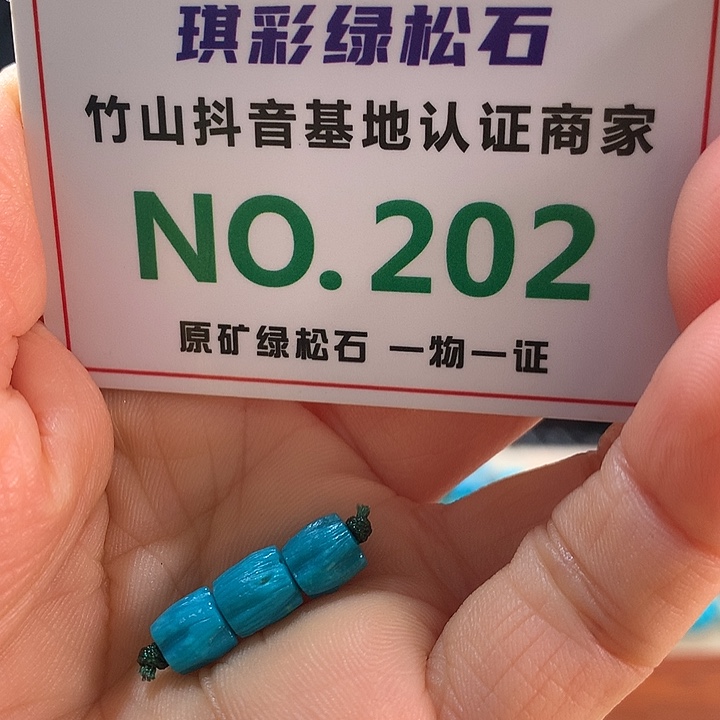 琪彩绿松石
竹山抖音基地认证商家
NO.202
原矿绿松石 一物一证